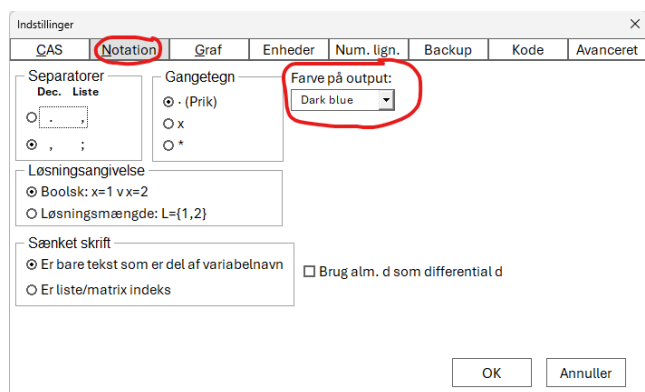 Indstillinger
CAS Notation Graf Enheder Num. lign. Backup Kode Avanceret
Separatorer
Dec. Liste
. ,
, ;
Gangetegn
· (Prik)
x
*
Farve på output:
Dark blue
Løsningsangivelse
Boolsk: x=1 v x=2
Løsningsmængde: L={1,2}
Sænket skrift
Er bare tekst som er del af variabelnavn
Er liste/matrix indeks
Brug alm. d som differential d
OK Annuller